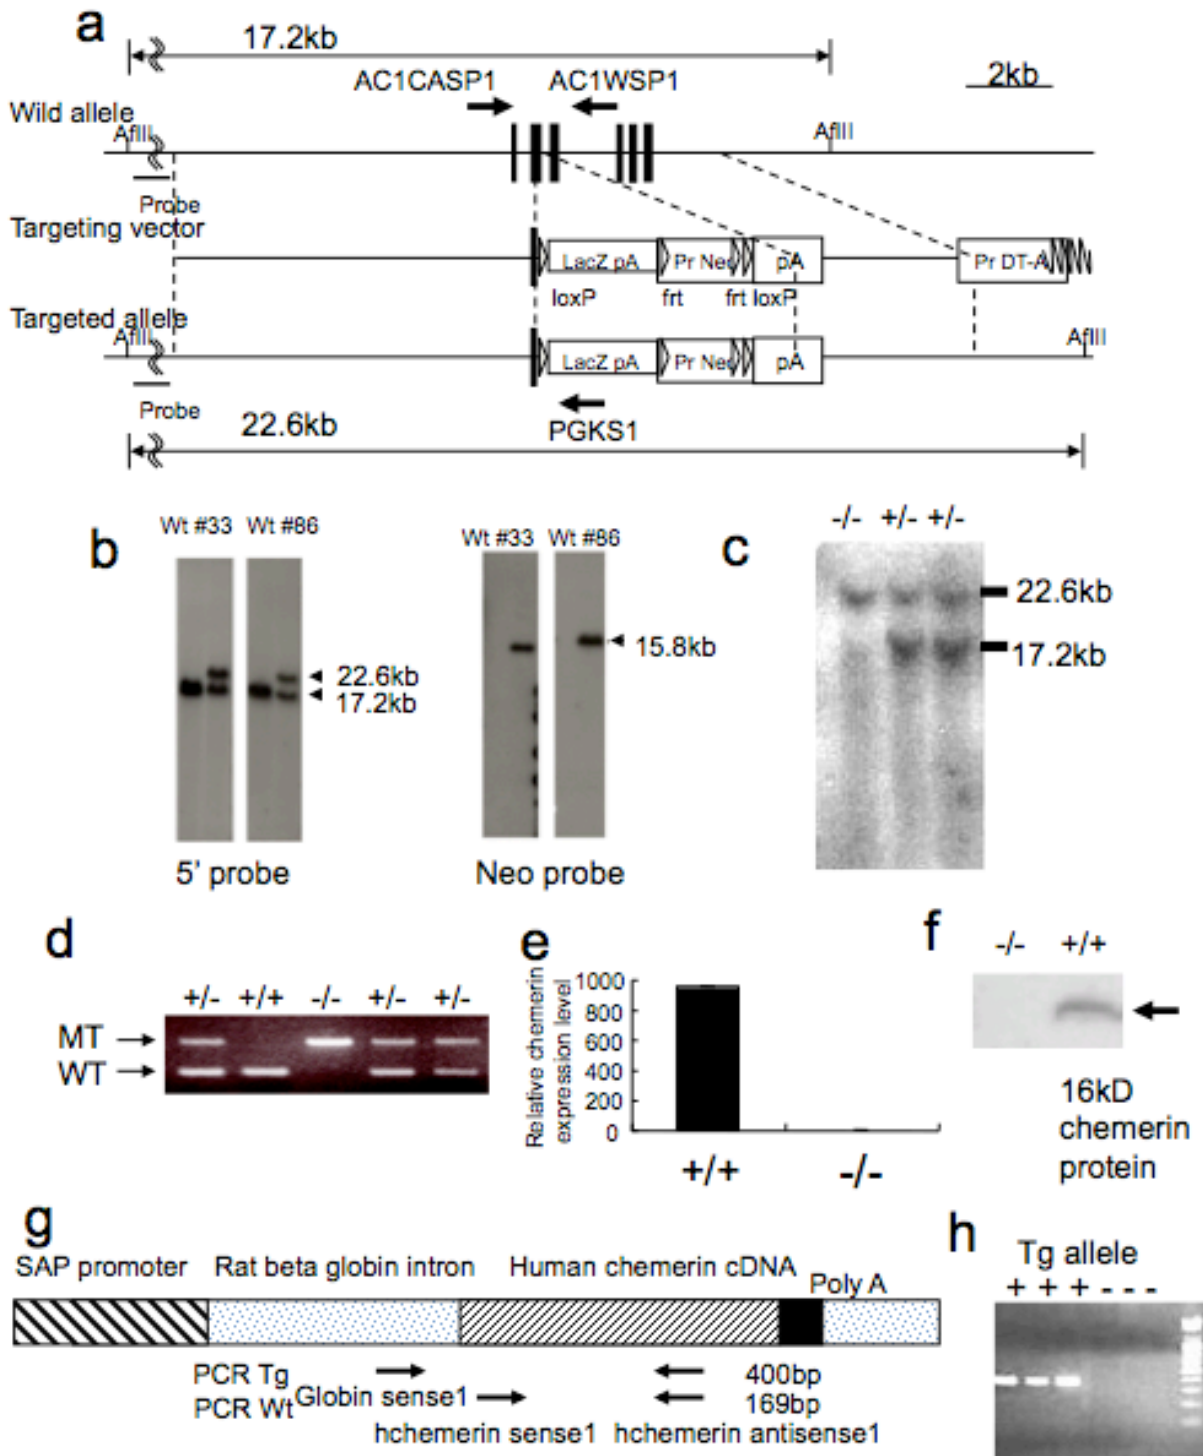 a
17.2kb
AC1CASP1
AC1WSP1
2kb
Wild allele
AflII
AflII
Probe
Targeting vector
LacZ pA
Pr Neo
pA
Pr DT-A
loxP
frt
frt loxP
Targeted allele
AflII
AflII
LacZ pA
Pr Neo
pA
Probe
22.6kb
PGKS1
b
Wt #33
Wt #86
22.6kb
17.2kb
5' probe
Wt #33
Wt #86
15.8kb
Neo probe
c
-/- +/- +/-
22.6kb
17.2kb
d
+/- +/+ -/- +/- +/-
MT
WT
e
Relative chemerin
expression level
1000
800
600
400
200
0
+/+
-/-
f
-/- +/+
16kD
chemerin
protein
g
SAP promoter
Rat beta globin intron
Human chemerin cDNA
Poly A
PCR Tg
400bp
Globin sense1
PCR Wt
169bp
hchemerin sense1
hchemerin antisense1
h
Tg allele
+ + + - - -